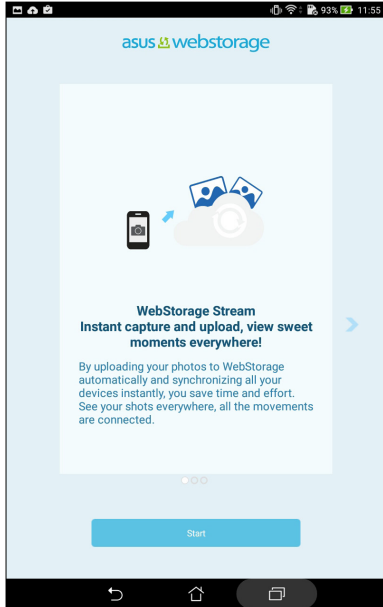 93% 11:55
asus webstorage
WebStorage Stream
Instant capture and upload, view sweet
moments everywhere!
By uploading your photos to WebStorage
automatically and synchronizing all your
devices instantly, you save time and effort.
See your shots everywhere, all the movements
are connected.
Start